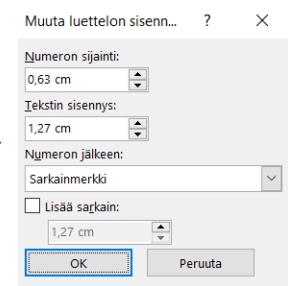 Muuta luettelon sisenn... ?
Numeron sijainti:
0,63 cm
Tekstin sisennys:
1,27 cm
Numeron jälkeen:
Sarkainmerkki
Lisää sarkain:
1,27 cm
OK Peruuta